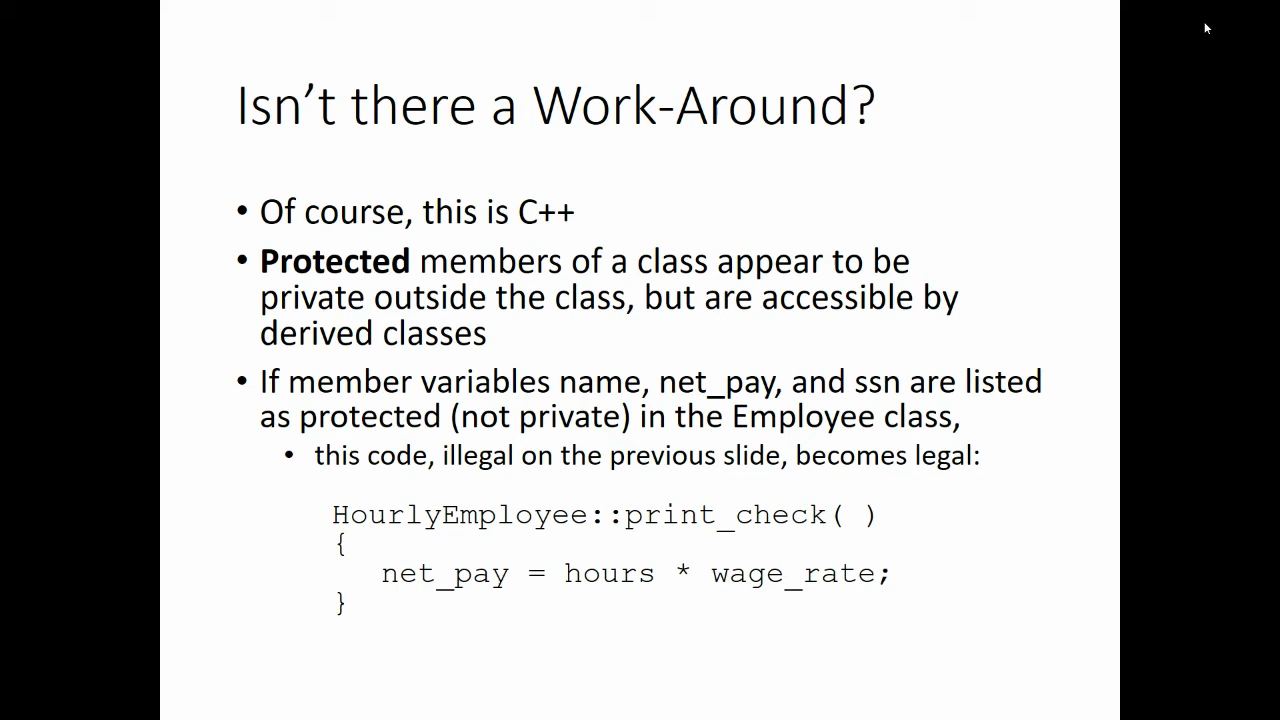 Isn’t there a Work-Around?
• Of course, this is C++
• Protected members of a class appear to be
private outside the class, but are accessible by
derived classes
• If member variables name, net_pay, and ssn are listed
as protected (not private) in the Employee class,
• this code, illegal on the previous slide, becomes legal:
HourlyEmployee::print_check( )
{
net_pay = hours * wage_rate;
}